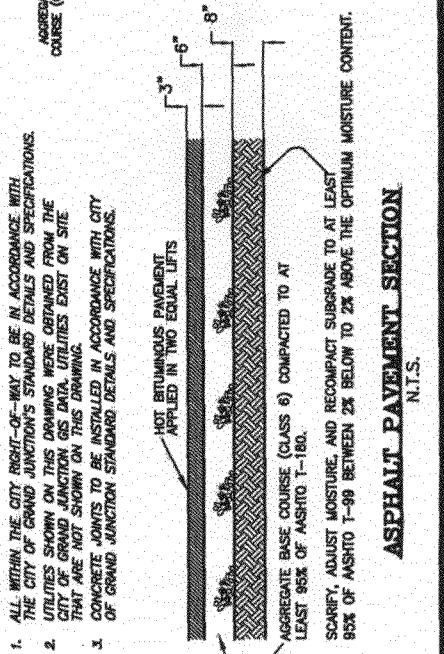 1. ALL WITHIN THE CITY RIGHT-OF-WAY TO BE IN ACCORDANCE WITH
THE CITY OF GRAND JUNCTION'S STANDARD DETAILS AND SPECIFICATIONS.
2. UTILITIES SHOWN ON THIS DRAWING WERE OBTAINED FROM THE
CITY OF GRAND JUNCTION GIS DATA. UTILITIES EXIST ON SITE
THAT ARE NOT SHOWN ON THIS DRAWING.
3. CONCRETE JOINTS TO BE INSTALLED IN ACCORDANCE WITH CITY
OF GRAND JUNCTION STANDARD DETAILS AND SPECIFICATIONS.
COURSE (
HOT BITUMINOUS PAVEMENT
APPLIED IN TWO EQUAL LIFTS
3"
6"
8"
AGGREGATE BASE COURSE (CLASS 6) COMPACTED TO AT
LEAST 95% OF AASHTO T-180.
SCARIFY, ADJUST MOISTURE, AND RECOMPACT SUBGRADE TO AT LEAST
95% OF AASHTO T-99 BETWEEN 2% BELOW TO 2% ABOVE THE OPTIMUM MOISTURE CONTENT.
ASPHALT PAVEMENT SECTION
N.T.S.